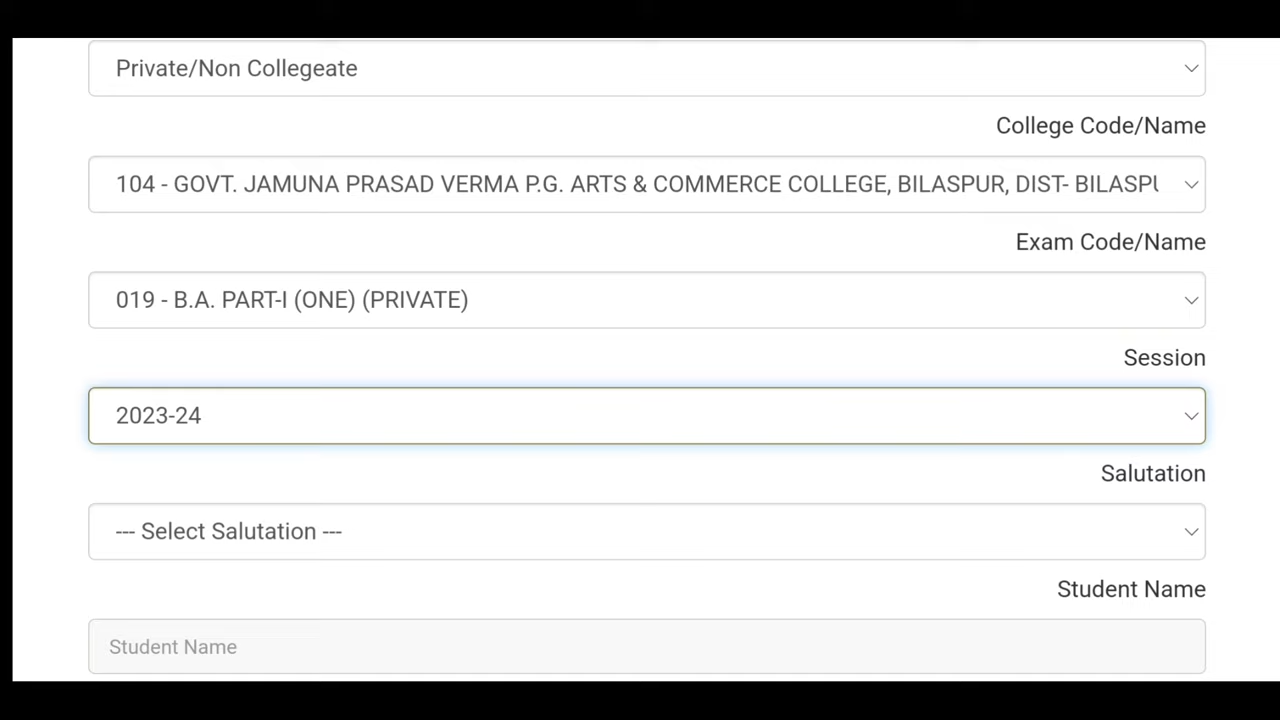 Private/Non Collegeate
College Code/Name
104 - GOVT. JAMUNA PRASAD VERMA P.G. ARTS & COMMERCE COLLEGE, BILASPUR, DIST- BILASPU
Exam Code/Name
019 - B.A. PART-I (ONE) (PRIVATE)
Session
2023-24
Salutation
--- Select Salutation ---
Student Name
Student Name